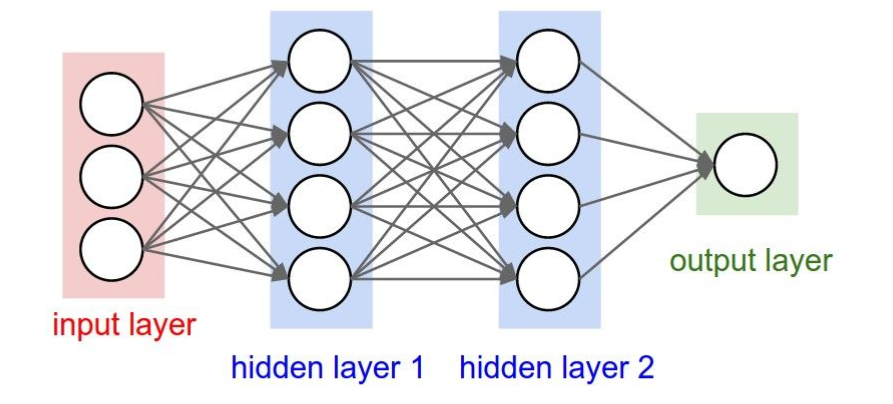 output layer
input layer
hidden layer 1
hidden layer 2